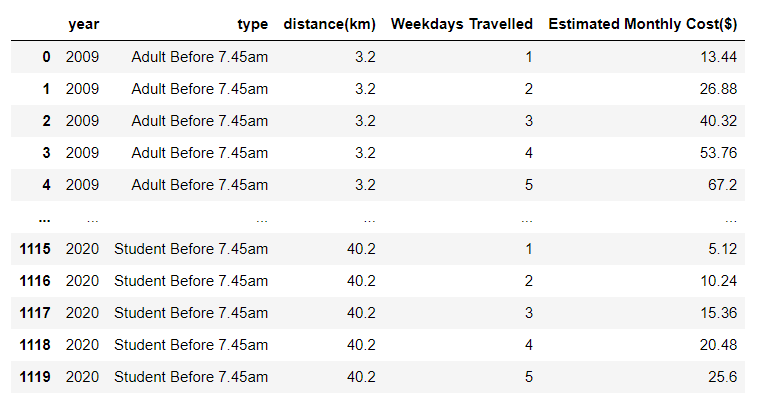 year type distance(km) Weekdays Travelled Estimated Monthly Cost($)
0 2009 Adult Before 7.45am 3.2 1 13.44
1 2009 Adult Before 7.45am 3.2 2 26.88
2 2009 Adult Before 7.45am 3.2 3 40.32
3 2009 Adult Before 7.45am 3.2 4 53.76
4 2009 Adult Before 7.45am 3.2 5 67.2
... ... ... ... ... ...
1115 2020 Student Before 7.45am 40.2 1 5.12
1116 2020 Student Before 7.45am 40.2 2 10.24
1117 2020 Student Before 7.45am 40.2 3 15.36
1118 2020 Student Before 7.45am 40.2 4 20.48
1119 2020 Student Before 7.45am 40.2 5 25.6